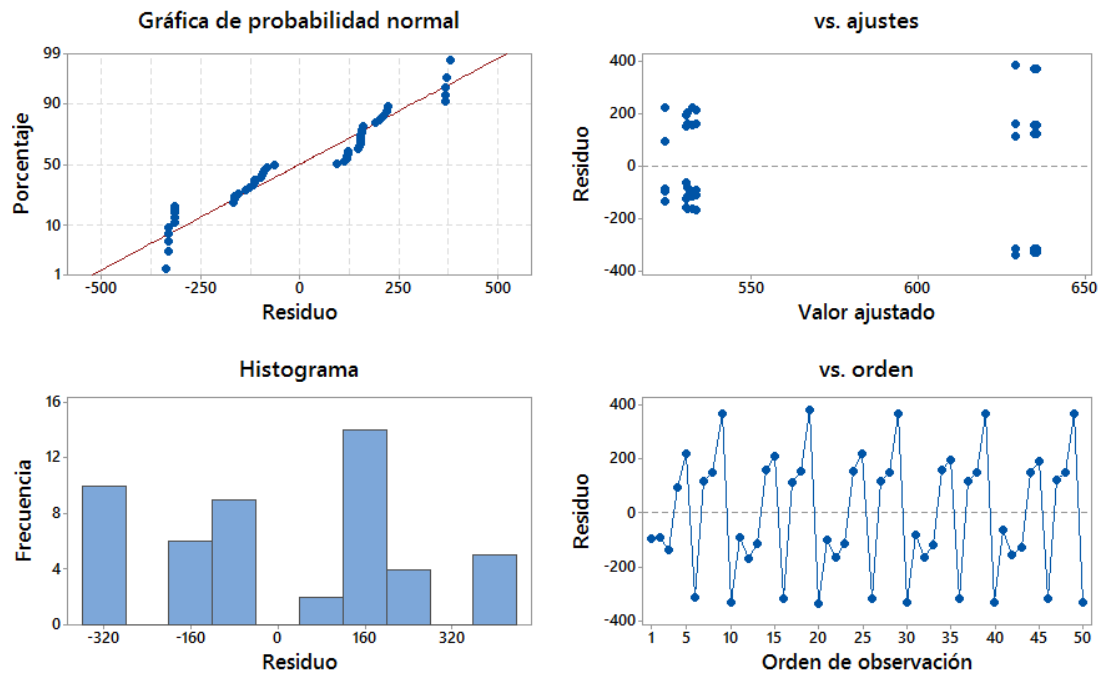 Gráfica de probabilidad normal
99
90
50
10
1
Porcentaje
-500 -250 0 250 500
Residuo
vs. ajustes
400
200
0
-200
-400
Residuo
550 600 650
Valor ajustado
Histograma
16
12
8
4
0
Frecuencia
-320 -160 0 160 320
Residuo
vs. orden
400
200
0
-200
-400
Residuo
1 5 10 15 20 25 30 35 40 45 50
Orden de observación